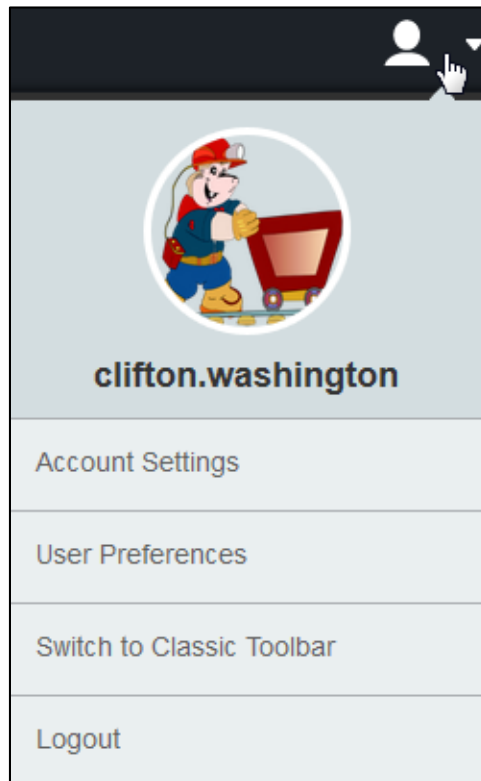 clifton.washington
Account Settings
User Preferences
Switch to Classic Toolbar
Logout